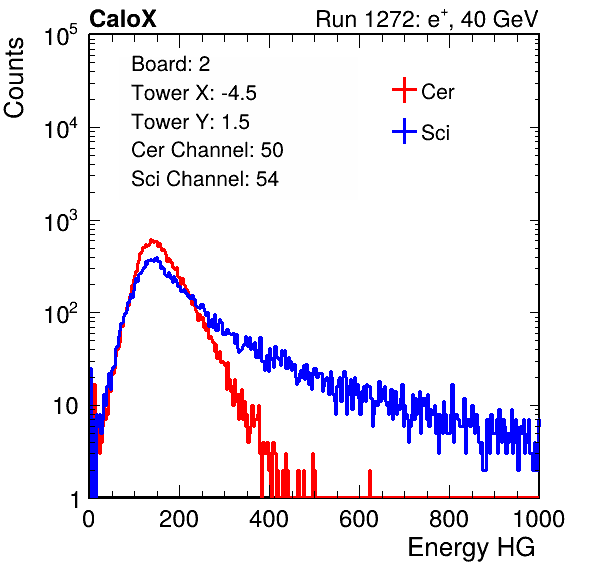 CaloX Run 1272: e⁺, 40 GeV
Counts
10⁵
10⁴
10³
10²
10
1
Board: 2
Tower X: -4.5
Tower Y: 1.5
Cer Channel: 50
Sci Channel: 54
Cer
Sci
0 200 400 600 800 1000
Energy HG